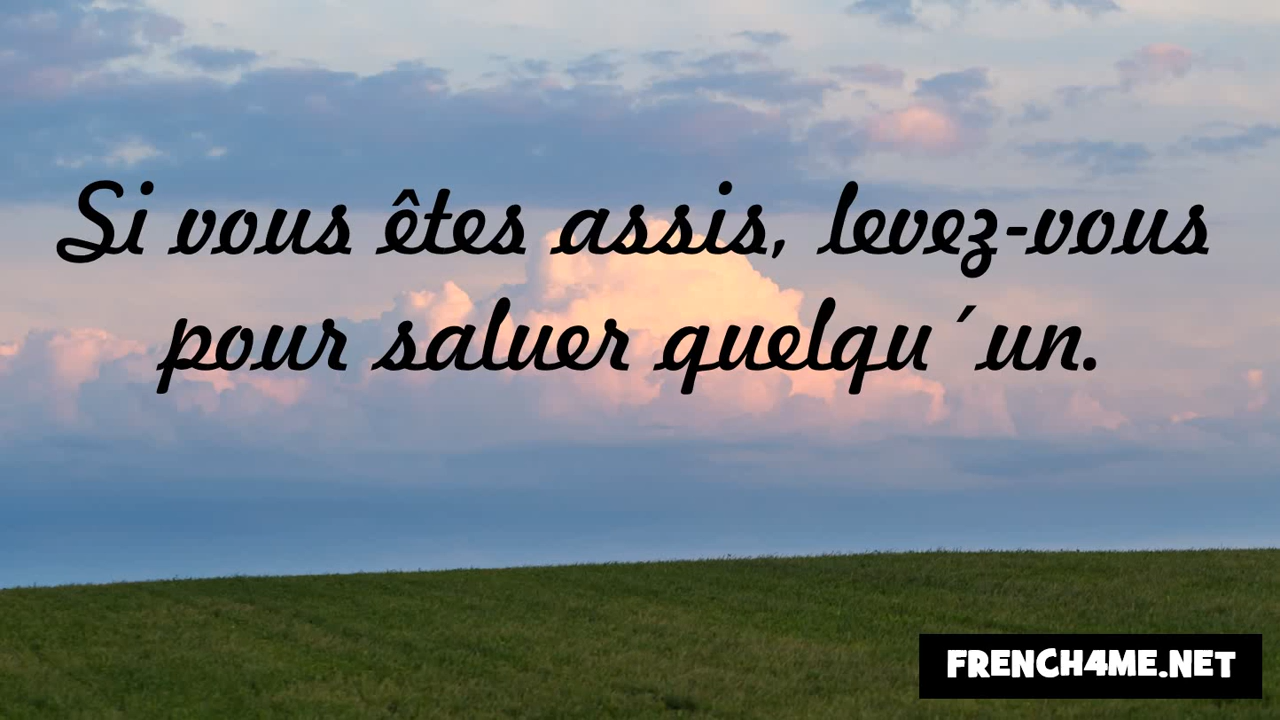 Si vous êtes assis, levez-vous
pour saluer quelqu´un.
FRENCH4ME.NET